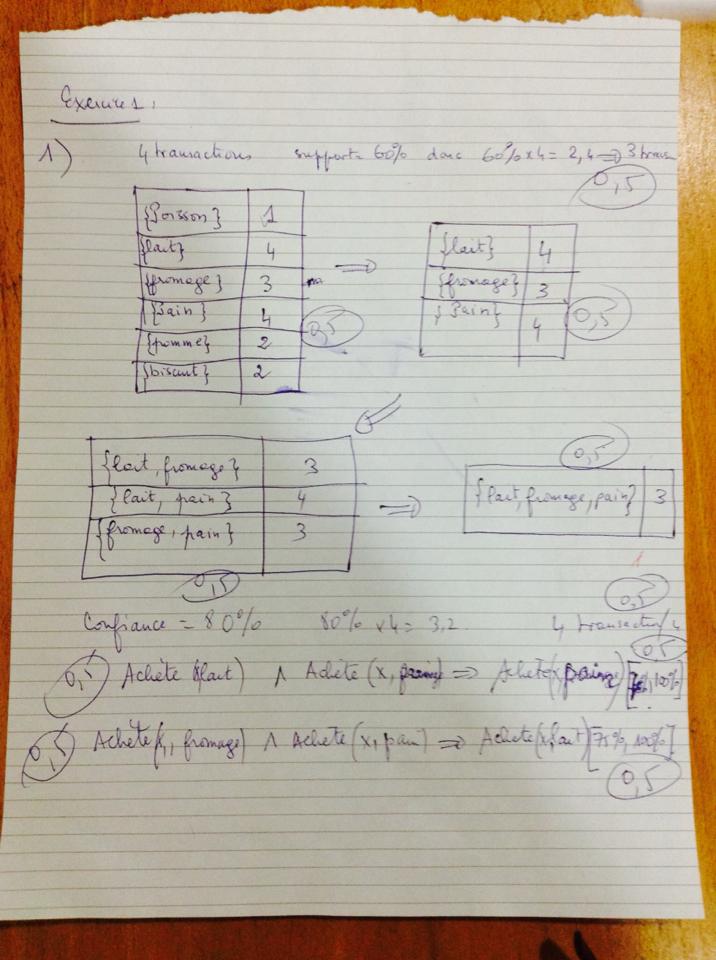 Exercice 1 :
1) 4 transactions support = 60% donc 60% x 4 = 2,4 => 3 trans
0,5
{Poisson} 1
{lait} 4
{fromage} 3
{Pain} 4
{pomme} 2
{biscuit} 2
0,5
=>
{lait} 4
{fromage} 3
{Pain} 4
0,5
{lait, fromage} 3
{lait, pain} 4
{fromage, pain} 3
0,5
=>
0,5
{lait, fromage, pain} 3
0,5
Confiance = 80% 80% x 4 = 3,2 4 transaction
0,5
0,5 Achète (lait) ∧ Achète (x, => Achète (x, 100%]
0,5 Achète (x, fromage) ∧ Achète (x, pain) => Achète (x, lait) [75%, 100%]
0,5